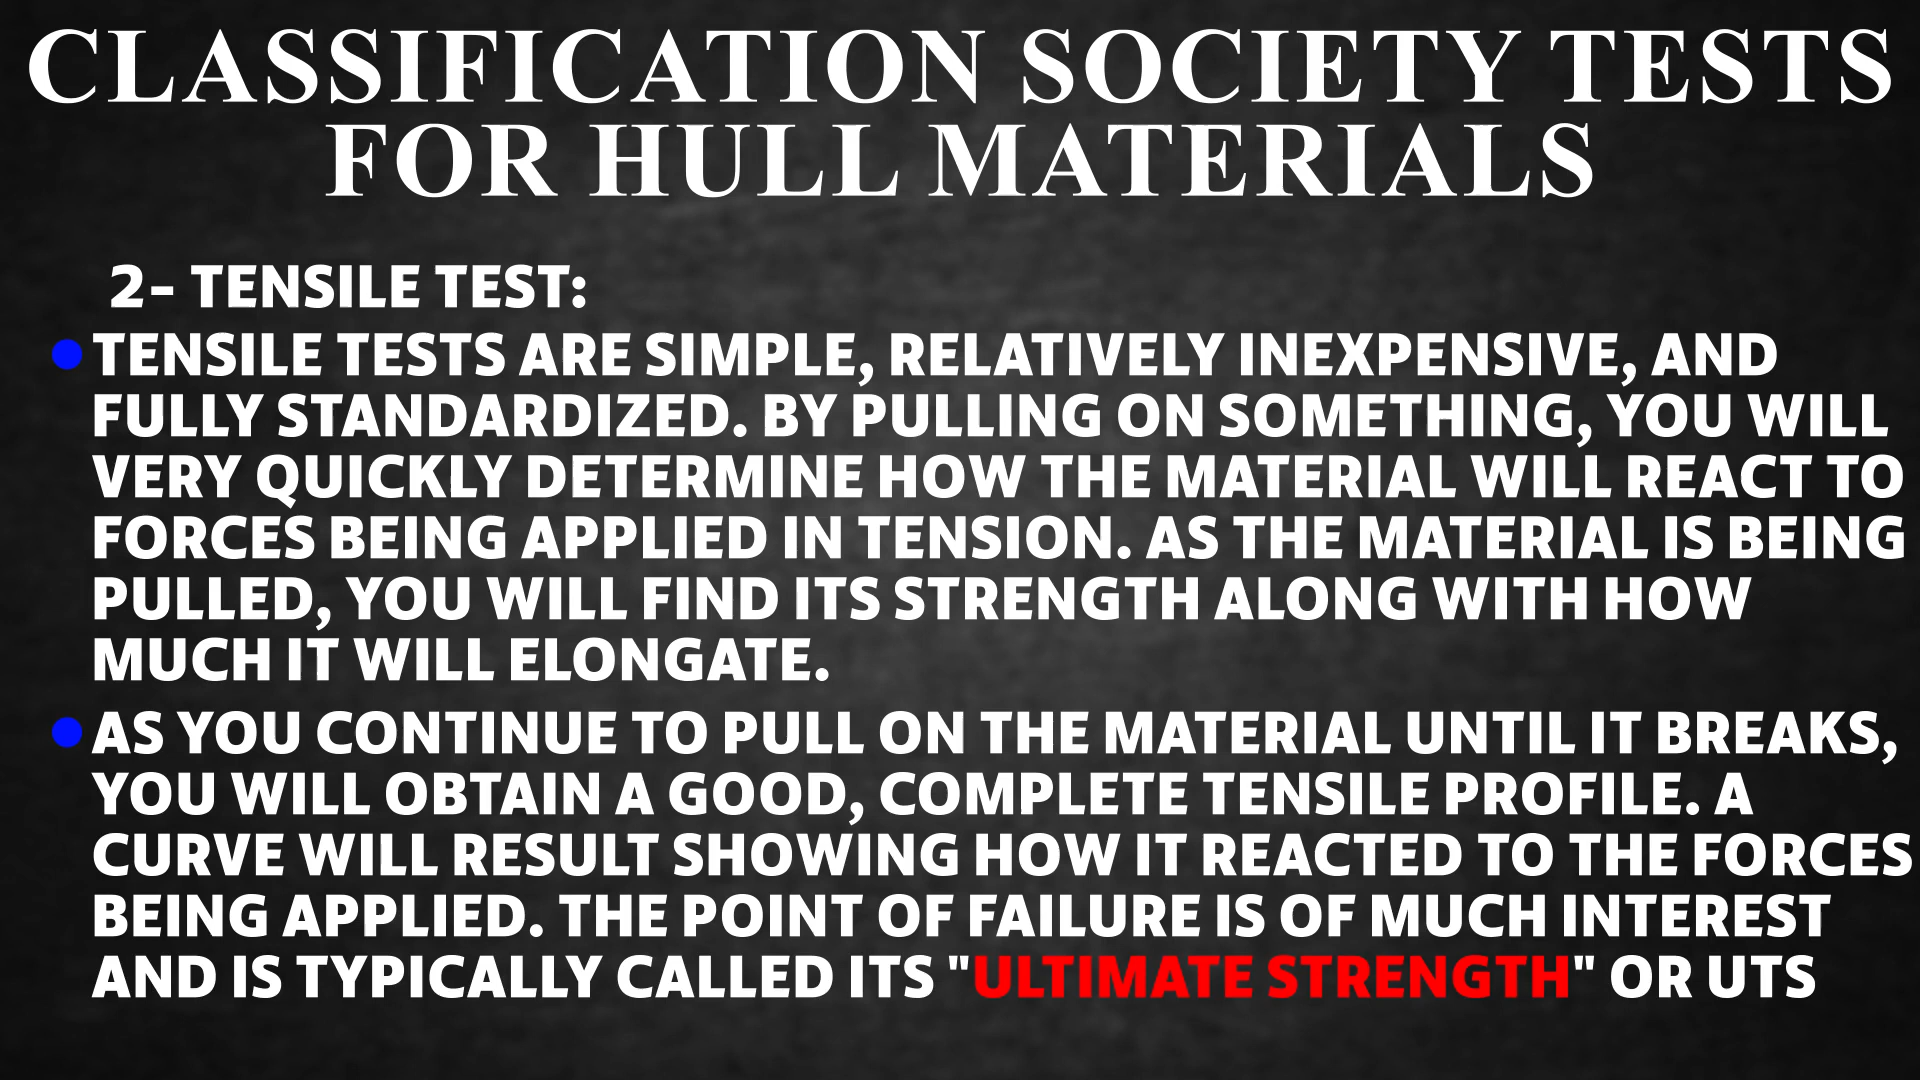 CLASSIFICATION SOCIETY TESTS
FOR HULL MATERIALS
2- TENSILE TEST:
● TENSILE TESTS ARE SIMPLE, RELATIVELY INEXPENSIVE, AND
FULLY STANDARDIZED. BY PULLING ON SOMETHING, YOU WILL
VERY QUICKLY DETERMINE HOW THE MATERIAL WILL REACT TO
FORCES BEING APPLIED IN TENSION. AS THE MATERIAL IS BEING
PULLED, YOU WILL FIND ITS STRENGTH ALONG WITH HOW
MUCH IT WILL ELONGATE.
● AS YOU CONTINUE TO PULL ON THE MATERIAL UNTIL IT BREAKS,
YOU WILL OBTAIN A GOOD, COMPLETE TENSILE PROFILE. A
CURVE WILL RESULT SHOWING HOW IT REACTED TO THE FORCES
BEING APPLIED. THE POINT OF FAILURE IS OF MUCH INTEREST
AND IS TYPICALLY CALLED ITS "ULTIMATE STRENGTH" OR UTS